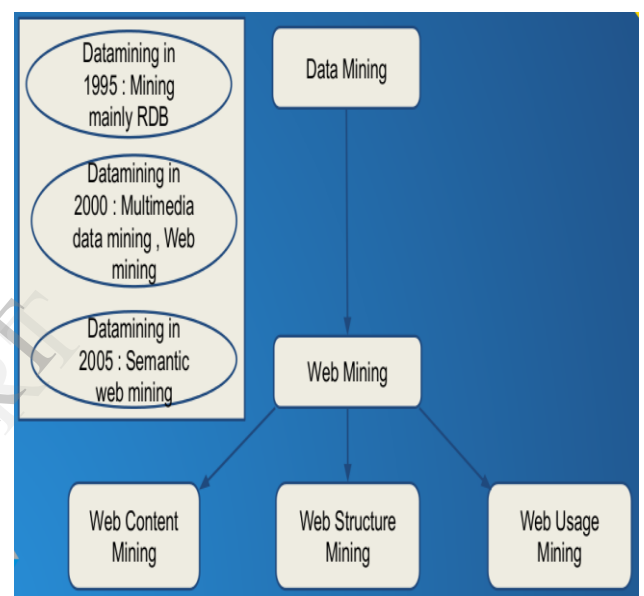 Datamining in
1995 : Mining
mainly RDB
Datamining in
2000 : Multimedia
data mining , Web
mining
Datamining in
2005 : Semantic
web mining
Data Mining
Web Mining
Web Content
Mining
Web Structure
Mining
Web Usage
Mining